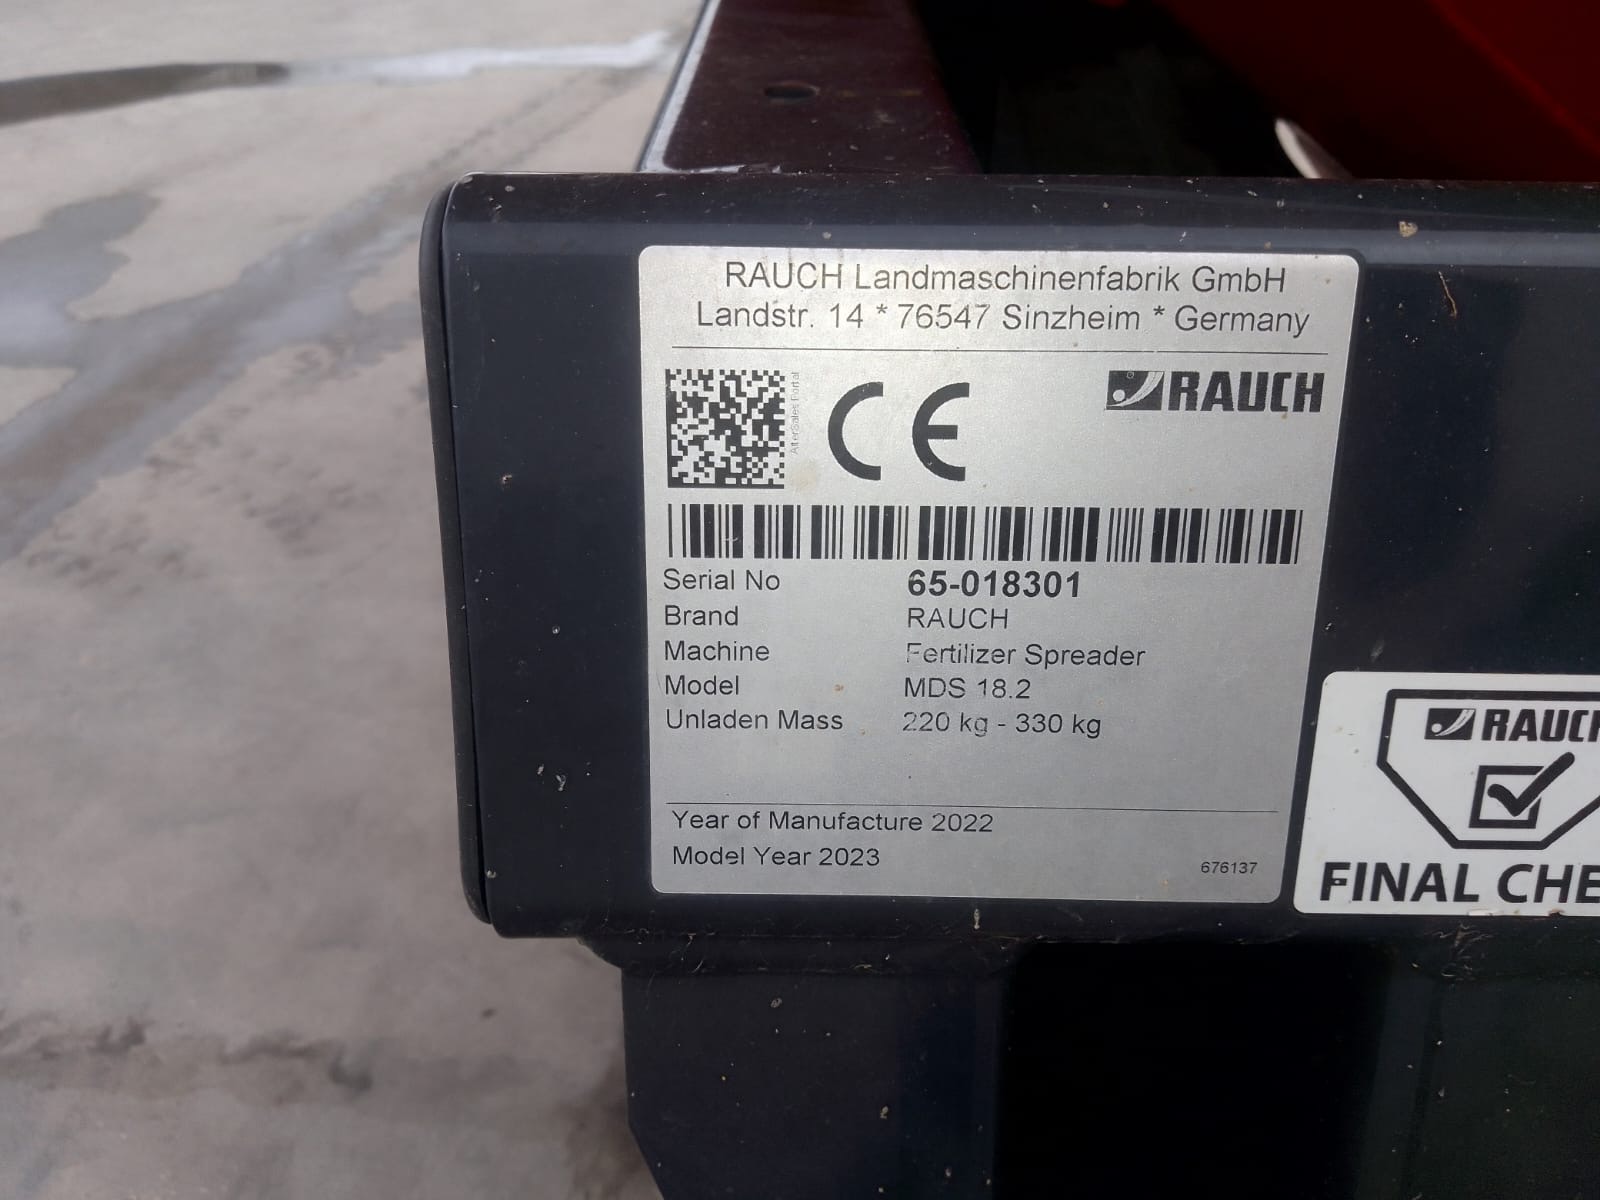 RAUCH Landmaschinenfabrik GmbH
Landstr. 14 * 76547 Sinzheim * Germany
AfterSales Portal
CE
RAUCH
Serial No 65-018301
Brand RAUCH
Machine Fertilizer Spreader
Model MDS 18.2
Unladen Mass 220 kg - 330 kg
Year of Manufacture 2022
Model Year 2023
676137
RAUCH
FINAL CHE